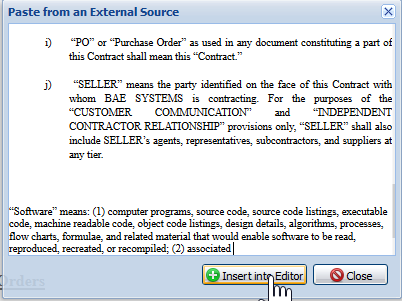 Paste from an External Source
i) “PO” or “Purchase Order” as used in any document constituting a part of
this Contract shall mean this “Contract.”
j) “SELLER” means the party identified on the face of this Contract with
whom BAE SYSTEMS is contracting. For the purposes of the
“CUSTOMER COMMUNICATION” and “INDEPENDENT
CONTRACTOR RELATIONSHIP” provisions only, “SELLER” shall also
include SELLER’s agents, representatives, subcontractors, and suppliers at
any tier.
“Software” means: (1) computer programs, source code, source code listings, executable
code, machine readable code, object code listings, design details, algorithms, processes,
flow charts, formulae, and related material that would enable software to be read,
reproduced, recreated, or recompiled; (2) associated
Insert into Editor
Close
Orders